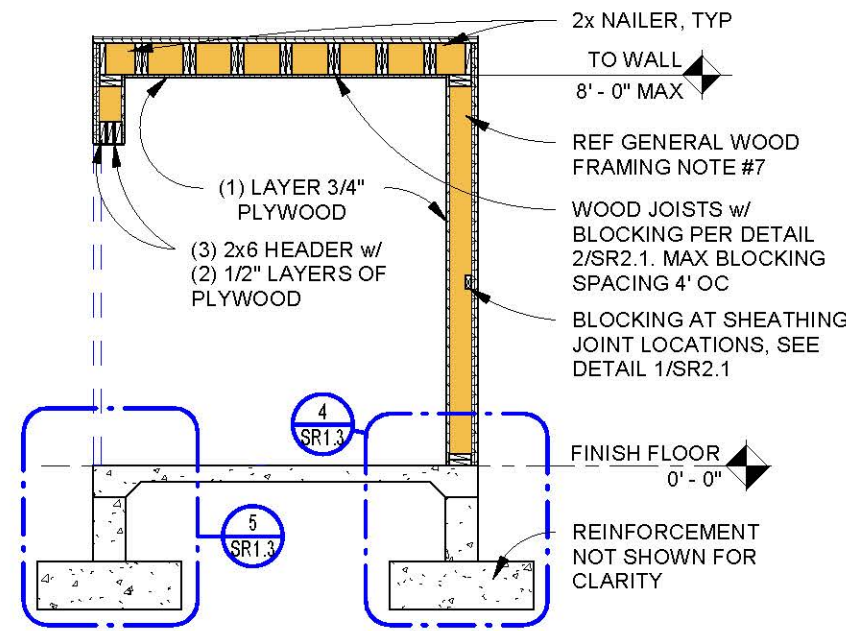 2x NAILER, TYP
TO WALL
8' - 0" MAX
REF GENERAL WOOD
FRAMING NOTE #7
(1) LAYER 3/4"
PLYWOOD
WOOD JOISTS w/
BLOCKING PER DETAIL
2/SR2.1. MAX BLOCKING
SPACING 4' OC
(3) 2x6 HEADER w/
(2) 1/2" LAYERS OF
PLYWOOD
BLOCKING AT SHEATHING
JOINT LOCATIONS, SEE
DETAIL 1/SR2.1
4
SR1.3
FINISH FLOOR
0' - 0"
5
SR1.3
REINFORCEMENT
NOT SHOWN FOR
CLARITY